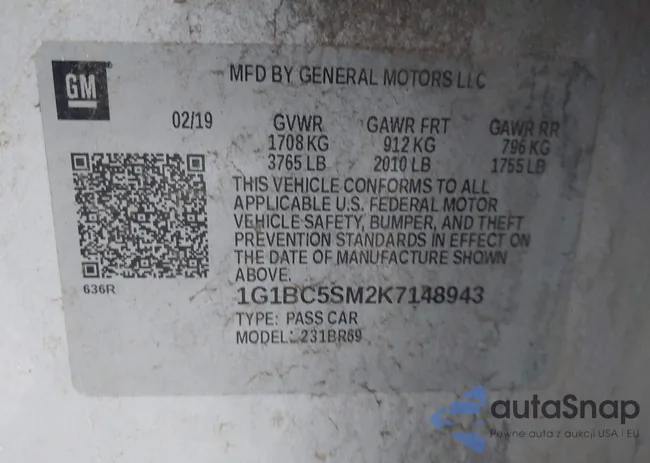 GM
MFD BY GENERAL MOTORS LLC
02/19 GVWR GAWR FRT GAWR RR
1708 KG 912 KG 796 KG
3765 LB 2010 LB 1755 LB
THIS VEHICLE CONFORMS TO ALL
APPLICABLE U.S. FEDERAL MOTOR
VEHICLE SAFETY, BUMPER, AND THEFT
PREVENTION STANDARDS IN EFFECT ON
THE DATE OF MANUFACTURE SHOWN
ABOVE.
636R
1G1BC5SM2K7148943
TYPE: PASS CAR
MODEL: 231BR69
autaSnap
Pewne auta z aukcji USA i EU